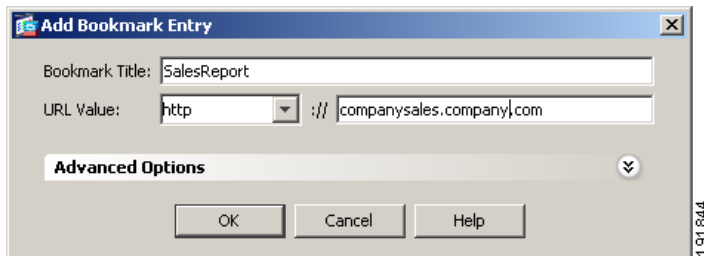 Add Bookmark Entry
Bookmark Title: SalesReport
URL Value: http :// companysales.company.com
Advanced Options
OK Cancel Help
191844